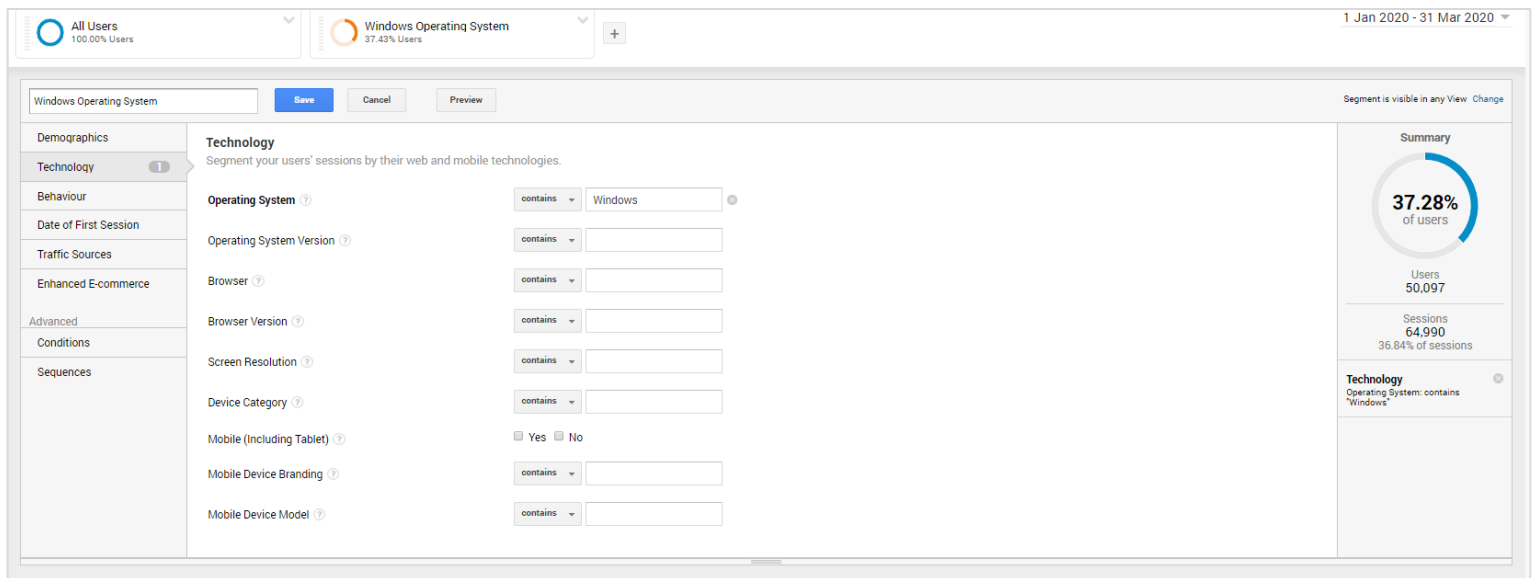 All Users
100.00% Users
Windows Operating System
37.43% Users
+
1 Jan 2020 - 31 Mar 2020
Windows Operating System
Save
Cancel
Preview
Segment is visible in any View Change
Demographics
Technology 1
Behaviour
Date of First Session
Traffic Sources
Enhanced E-commerce
Advanced
Conditions
Sequences
Technology
Segment your users' sessions by their web and mobile technologies.
Operating System ? contains Windows
Operating System Version ? contains
Browser ? contains
Browser Version ? contains
Screen Resolution ? contains
Device Category ? contains
Mobile (Including Tablet) ? Yes No
Mobile Device Branding ? contains
Mobile Device Model ? contains
Summary
37.28%
of users
Users
50,097
Sessions
64,990
36.84% of sessions
Technology
Operating System: contains
"Windows"